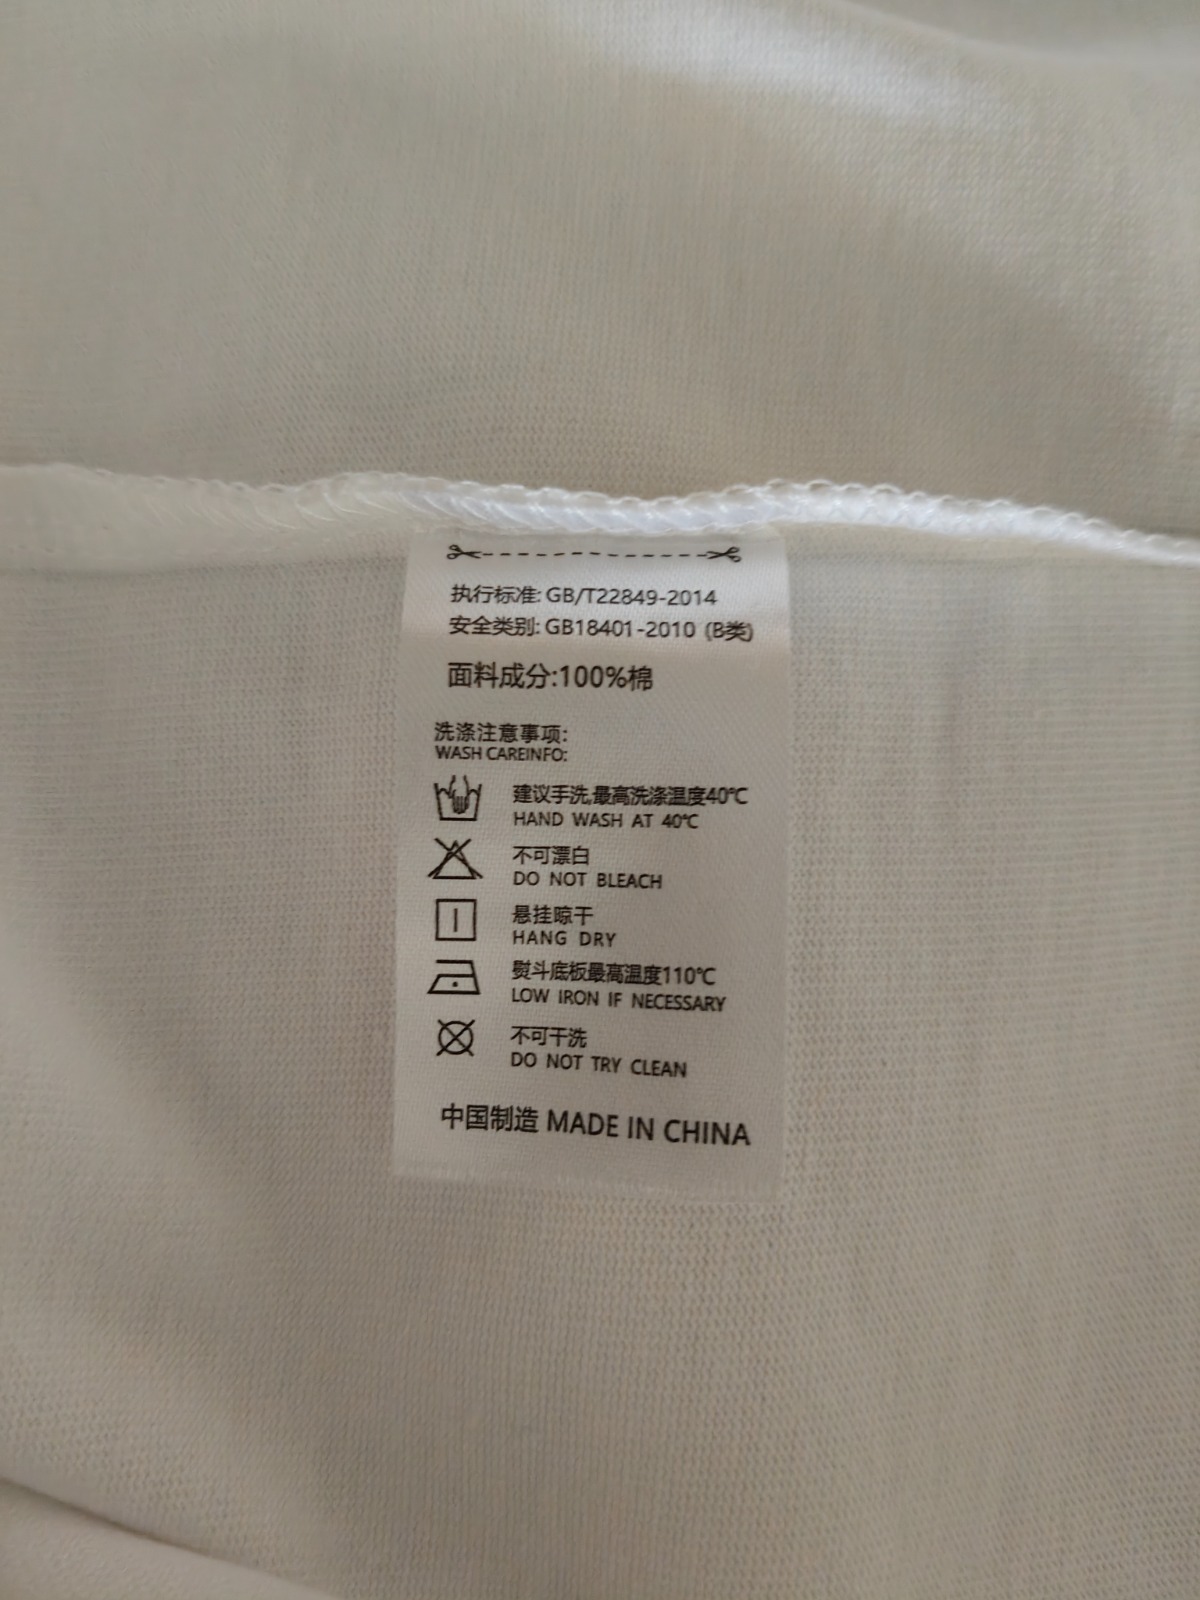 执行标准: GB/T22849-2014
安全类别: GB18401-2010 (B类)
面料成分:100%棉
洗涤注意事项:
WASH CAREINFO:
建议手洗,最高洗涤温度40℃
HAND WASH AT 40℃
不可漂白
DO NOT BLEACH
悬挂晾干
HANG DRY
熨斗底板最高温度110℃
LOW IRON IF NECESSARY
不可干洗
DO NOT TRY CLEAN
中国制造 MADE IN CHINA